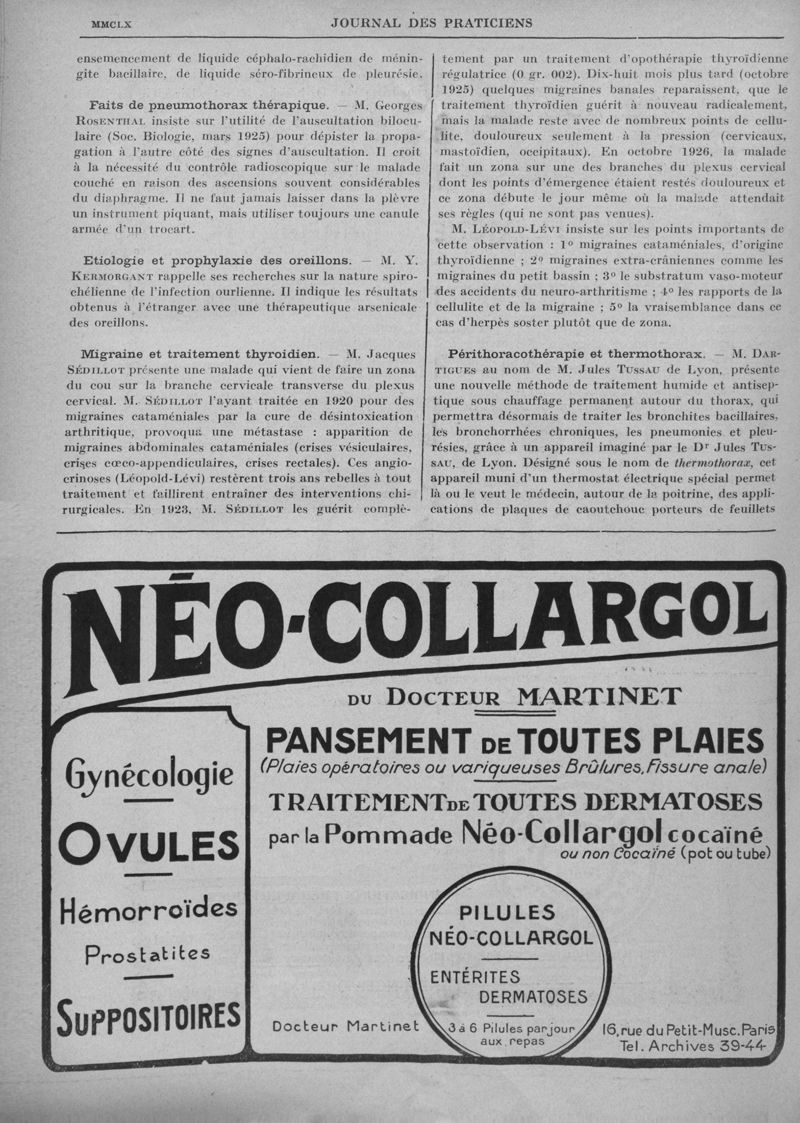 MMCLX
JOURNAL DES PRATICIENS
ensemencement de liquide céphalo-rachidien de ménin-
gite bacillaire, de liquide séro-fibrineux de pleurésie.
Faits de pneumothorax thérapique. — M. Georges
ROSENTHAL insiste sur l'utilité de l'auscultation bilocu-
laire (Soc. Biologie, mars 1925) pour dépister la propa-
gation à l'autre côté des signes d'auscultation. Il croit
à la nécessité du contrôle radioscopique sur le malade
couché en raison des ascensions souvent considérables
du diaphragme. Il ne faut jamais laisser dans la plèvre
un instrument piquant, mais utiliser toujours une canule
armée d'un trocart.
Etiologie et prophylaxie des oreillons. — M. Y.
KERMORGANT rappelle ses recherches sur la nature spiro-
chélienne de l'infection ourlienne. Il indique les résultats
obtenus à l'étranger avec une thérapeutique arsenicale
des oreillons.
Migraine et traitement thyroidien. — M. Jacques
SÉDILLOT présente une malade qui vient de faire un zona
du cou sur la branche cervicale transverse du plexus
cervical. M. SÉDILLOT l'ayant traitée en 1920 pour des
migraines cataméniales par la cure de désintoxication
arthritique, provoqua une métastase : apparition de
migraines abdominales cataméniales (crises vésiculaires,
crises cœco-appendiculaires, crises rectales). Ces angio-
crinoses (Léopold-Lévi) restèrent trois ans rebelles à tout
traitement et faillirent entraîner des interventions chi-
rurgicales. En 1923, M. SÉDILLOT les guérit complè-
tement par un traitement d'opothérapie thyroïdienne
régulatrice (0 gr. 002). Dix-huit mois plus tard (octobre
1925) quelques migraines banales reparaissent, que le
traitement thyroïdien guérit à nouveau radicalement,
mais la malade reste avec de nombreux points de cellu-
lite, douloureux seulement à la pression (cervicaux,
mastoïdien, occipitaux). En octobre 1926, la malade
fait un zona sur une des branches du plexus cervical
dont les points d'émergence étaient restés douloureux et
ce zona débute le jour même où la malade attendait
ses règles (qui ne sont pas venues).
M. LÉOPOLD-LÉVI insiste sur les points importants de
cette observation : 1º migraines cataméniales, d'origine
thyroïdienne ; 2º migraines extra-crâniennes comme les
migraines du petit bassin ; 3º le substratum vaso-moteur
des accidents du neuro-arthritisme ; 4º les rapports de la
cellulite et de la migraine ; 5º la vraisemblance dans ce
cas d'herpès soster plutôt que de zona.
Périthoracothérapie et thermothorax. — M. DAR-
TIGUES au nom de M. Jules TUSSAU de Lyon, présente
une nouvelle méthode de traitement humide et antisep-
tique sous chauffage permanent autour du thorax, qui
permettra désormais de traiter les bronchites bacillaires,
les bronchorrhées chroniques, les pneumonies et pleu-
résies, grâce à un appareil imaginé par le Dr Jules TUS-
SAU, de Lyon. Désigné sous le nom de thermothorax, cet
appareil muni d'un thermostat électrique spécial permet
là ou le veut le médecin, autour de la poitrine, des appli-
cations de plaques de caoutchouc porteurs de feuillets
NÉO-COLLARGOL
DU DOCTEUR MARTINET
Gynécologie
OVULES
Hémorroïdes
Prostatites
SUPPOSITOIRES
PANSEMENT DE TOUTES PLAIES
(Plaies opératoires ou variqueuses Brûlures, Fissure anale)
TRAITEMENT DE TOUTES DERMATOSES
par la Pommade Néo-Collargol cocaïné
ou non Cocaïné (pot ou tube)
PILULES
NÉO-COLLARGOL
ENTÉRITES
DERMATOSES
3 à 6 Pilules par jour
aux repas
Docteur Martinet
16, rue du Petit-Musc. Paris
Tel. Archives 39-44